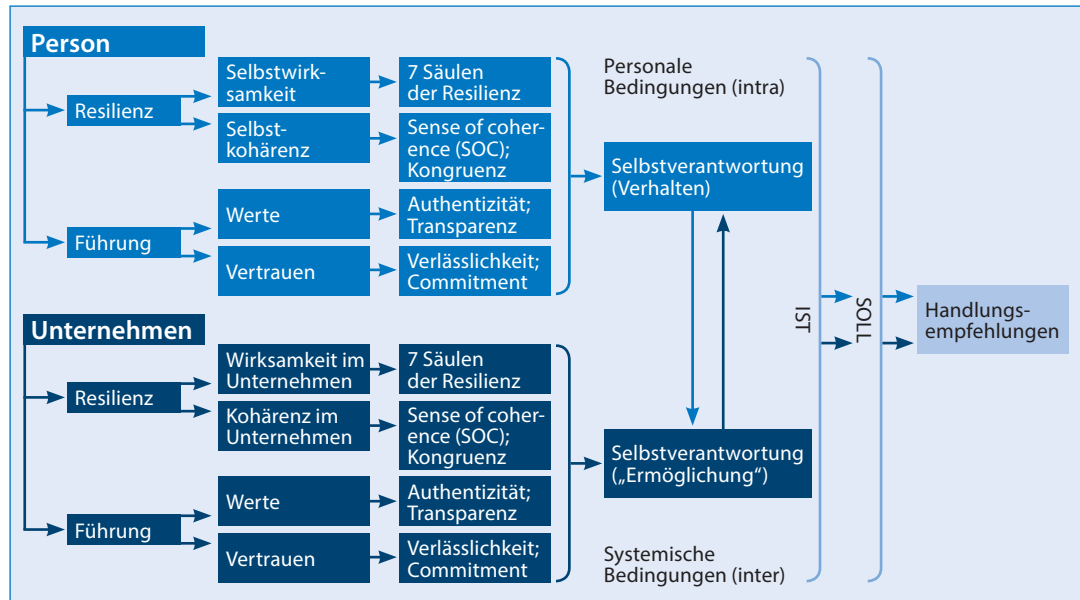 Person
Resilienz
Selbstwirk-
samkeit
7 Säulen
der Resilienz
Selbst-
kohärenz
Sense of coher-
ence (SOC);
Kongruenz
Führung
Werte
Authentizität;
Transparenz
Vertrauen
Verlässlichkeit;
Commitment
Personale
Bedingungen (intra)
Selbstverantwortung
(Verhalten)
Unternehmen
Resilienz
Wirksamkeit im
Unternehmen
7 Säulen
der Resilienz
Kohärenz im
Unternehmen
Sense of coher-
ence (SOC);
Kongruenz
Führung
Werte
Authentizität;
Transparenz
Vertrauen
Verlässlichkeit;
Commitment
Selbstverantwortung
(„Ermöglichung“)
Systemische
Bedingungen (inter)
IST
SOLL
Handlungs-
empfehlungen